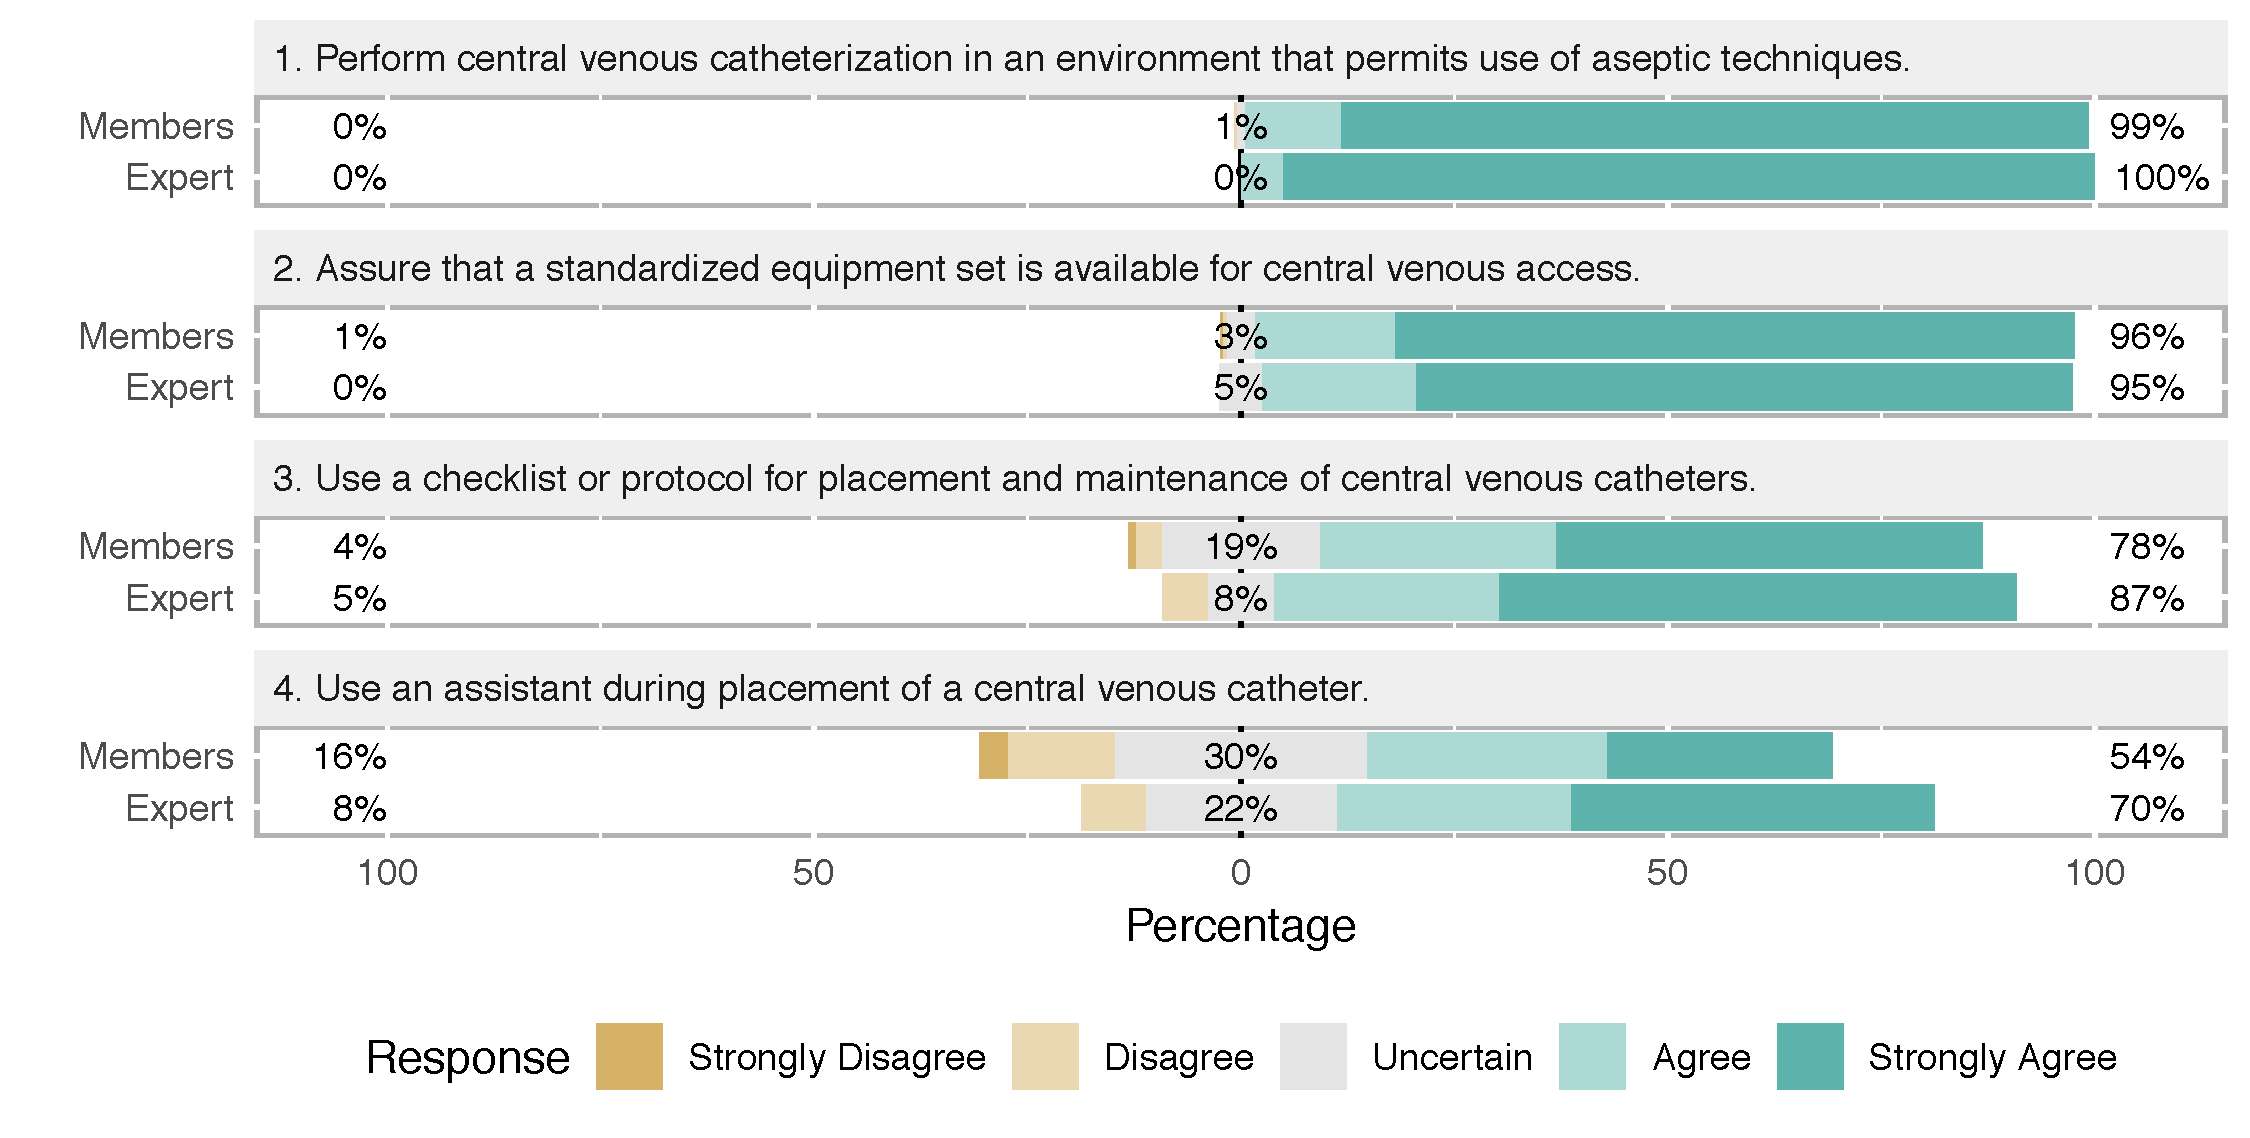 1. Perform central venous catheterization in an environment that permits use of aseptic techniques.
Members 0% 1% 99%
Expert 0% 0% 100%
2. Assure that a standardized equipment set is available for central venous access.
Members 1% 3% 96%
Expert 0% 5% 95%
3. Use a checklist or protocol for placement and maintenance of central venous catheters.
Members 4% 19% 78%
Expert 5% 8% 87%
4. Use an assistant during placement of a central venous catheter.
Members 16% 30% 54%
Expert 8% 22% 70%
100 50 0 50 100
Percentage
Response Strongly Disagree Disagree Uncertain Agree Strongly Agree